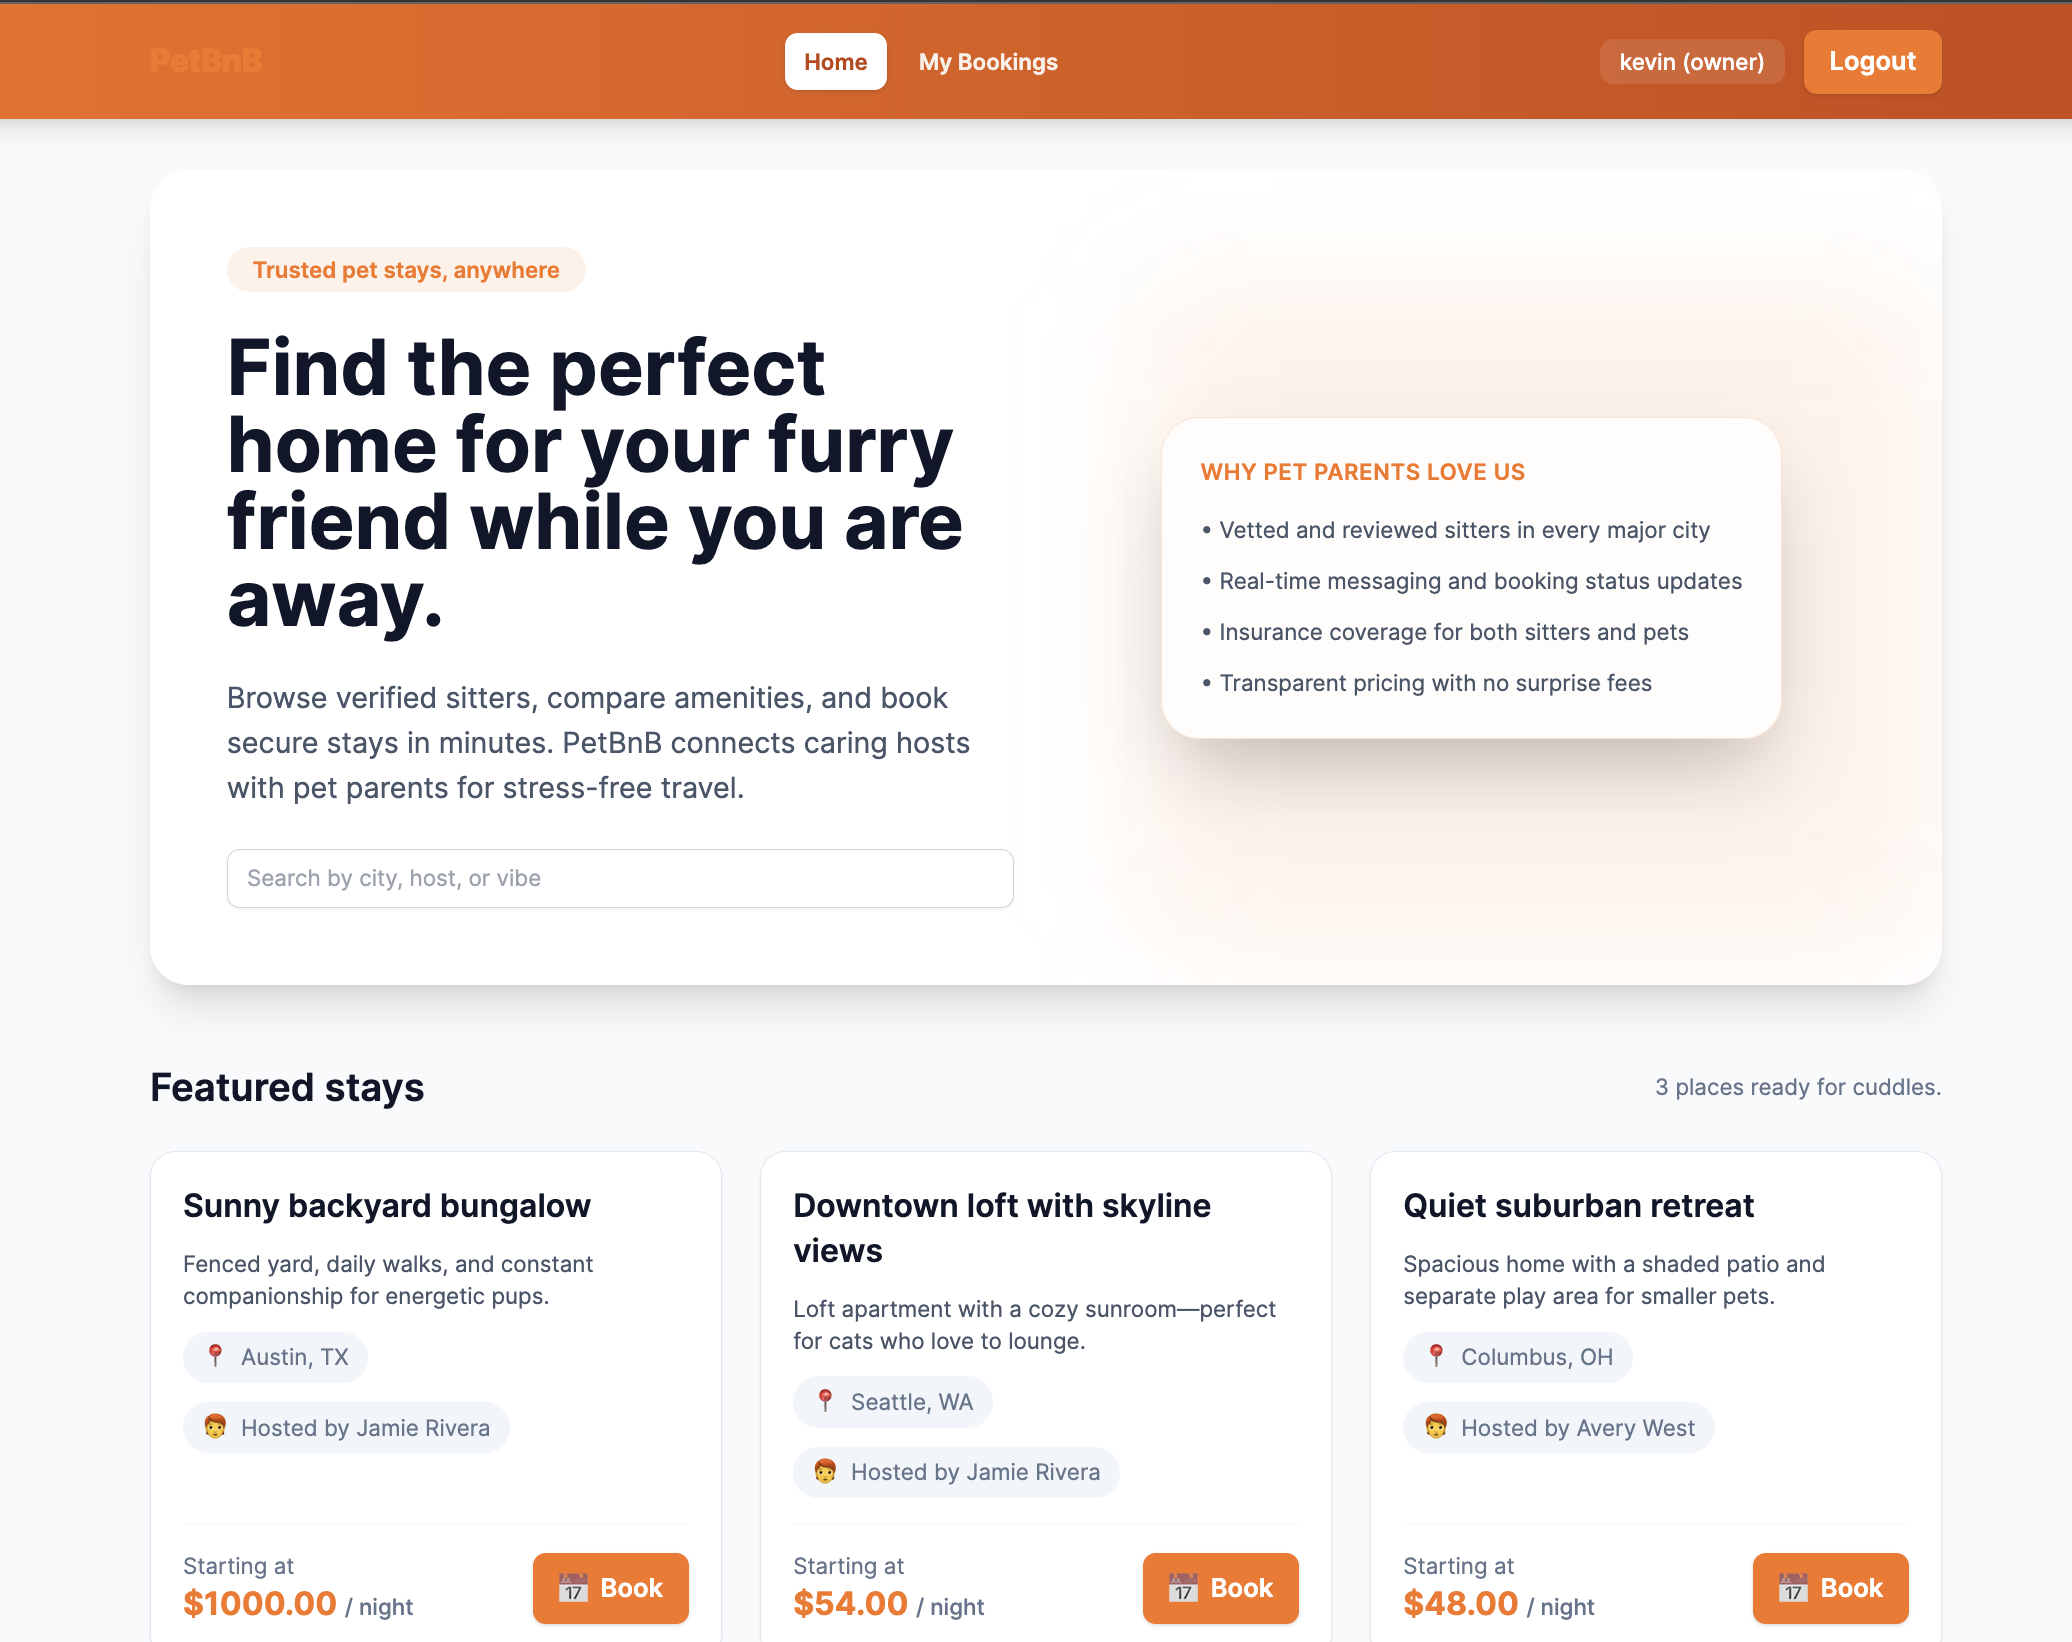 PetBnB
Home
My Bookings
kevin (owner)
Logout
Trusted pet stays, anywhere
Find the perfect
home for your furry
friend while you are
away.
Browse verified sitters, compare amenities, and book
secure stays in minutes. PetBnB connects caring hosts
with pet parents for stress-free travel.
Search by city, host, or vibe
WHY PET PARENTS LOVE US
• Vetted and reviewed sitters in every major city
• Real-time messaging and booking status updates
• Insurance coverage for both sitters and pets
• Transparent pricing with no surprise fees
Featured stays
3 places ready for cuddles.
Sunny backyard bungalow
Fenced yard, daily walks, and constant
companionship for energetic pups.
📍 Austin, TX
🧑 Hosted by Jamie Rivera
Starting at
$1000.00 / night
📅 Book
Downtown loft with skyline
views
Loft apartment with a cozy sunroom—perfect
for cats who love to lounge.
📍 Seattle, WA
🧑 Hosted by Jamie Rivera
Starting at
$54.00 / night
📅 Book
Quiet suburban retreat
Spacious home with a shaded patio and
separate play area for smaller pets.
📍 Columbus, OH
🧑 Hosted by Avery West
Starting at
$48.00 / night
📅 Book